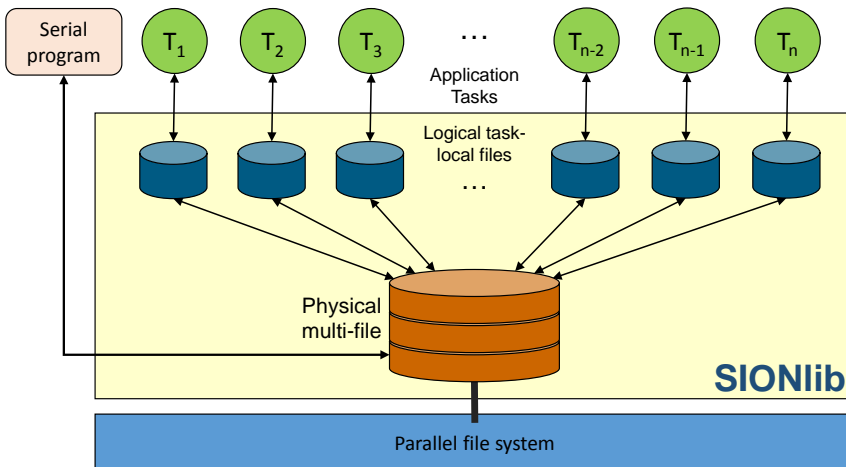 Serial
program
T1
T2
T3
...
Tn-2
Tn-1
Tn
Application
Tasks
Logical task-
local files
...
Physical
multi-file
SIONlib
Parallel file system